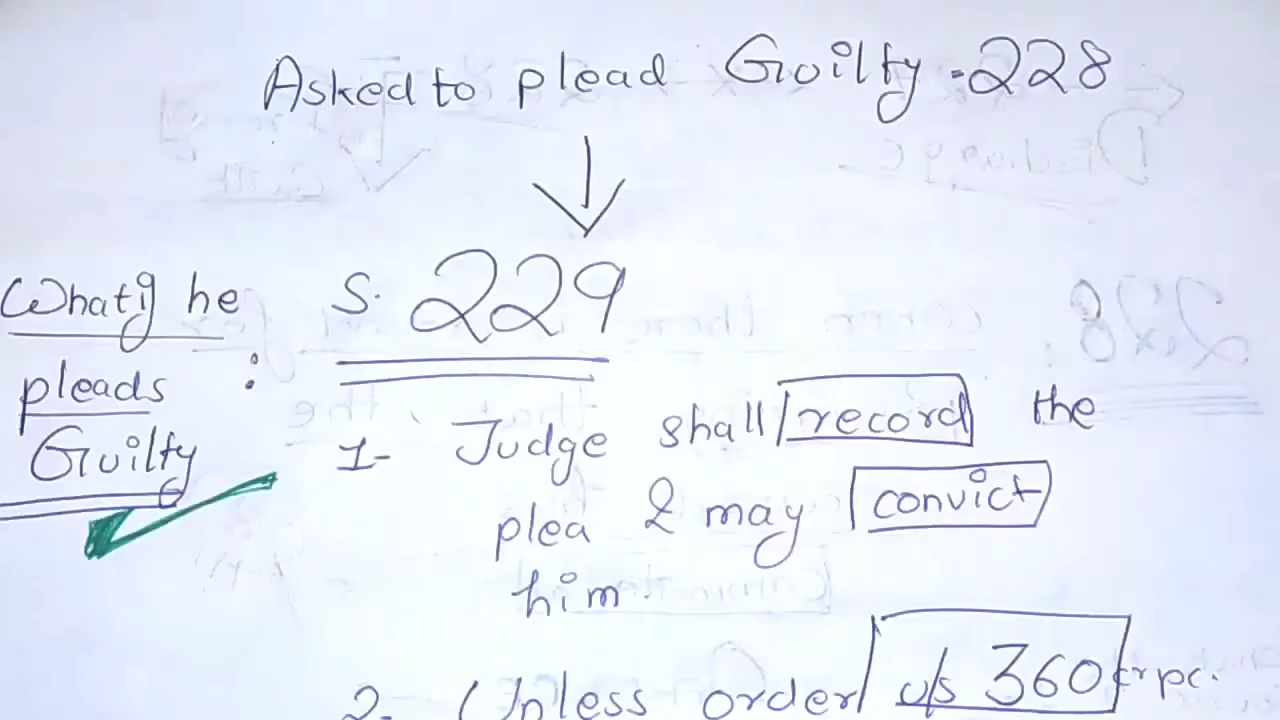 Asked to plead Guilty - 228
What if he
pleads :
Guilty
S. 229
1- Judge shall record the
plea & may convict
him.
2. Unless order u/s 360 Crpc.